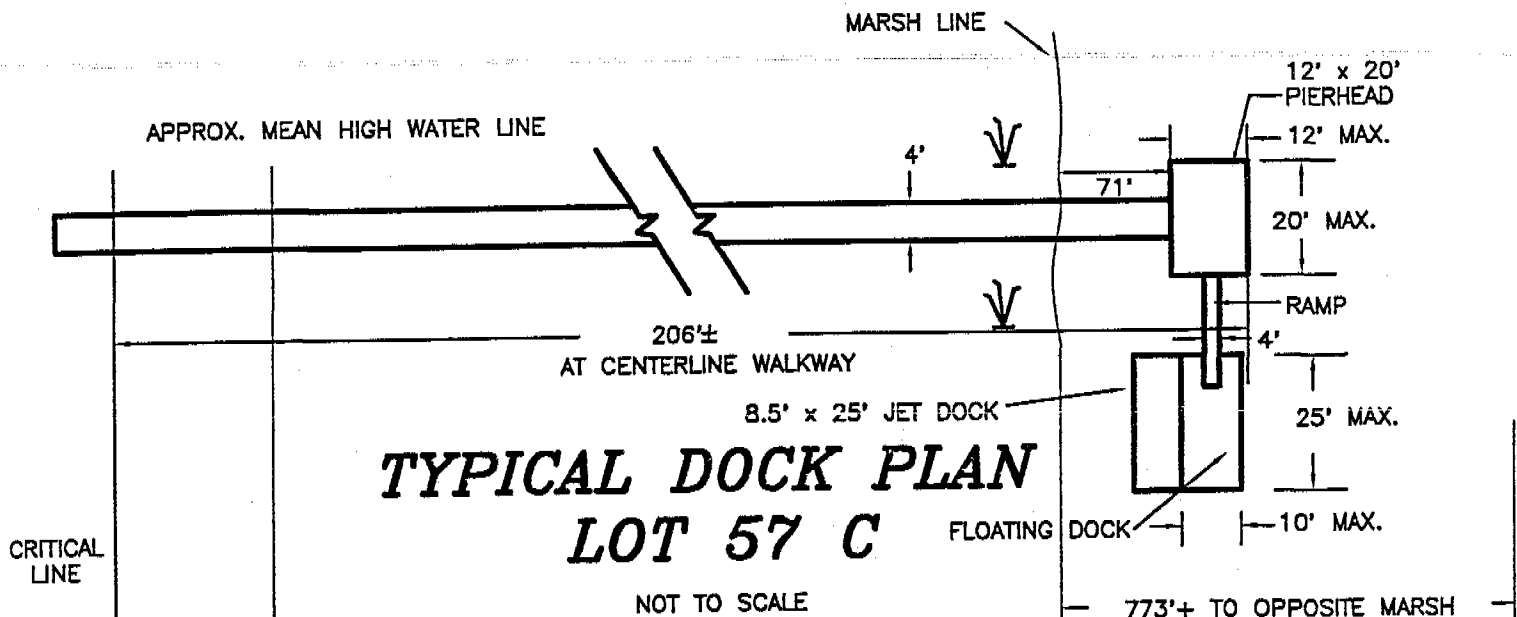 MARSH LINE
12' x 20'
PIERHEAD
APPROX. MEAN HIGH WATER LINE
12' MAX.
4'
71'
20' MAX.
RAMP
206'±
4'
AT CENTERLINE WALKWAY
8.5' x 25' JET DOCK
25' MAX.
TYPICAL DOCK PLAN
LOT 57 C
FLOATING DOCK
10' MAX.
CRITICAL
LINE
NOT TO SCALE
773'+ TO OPPOSITE MARSH